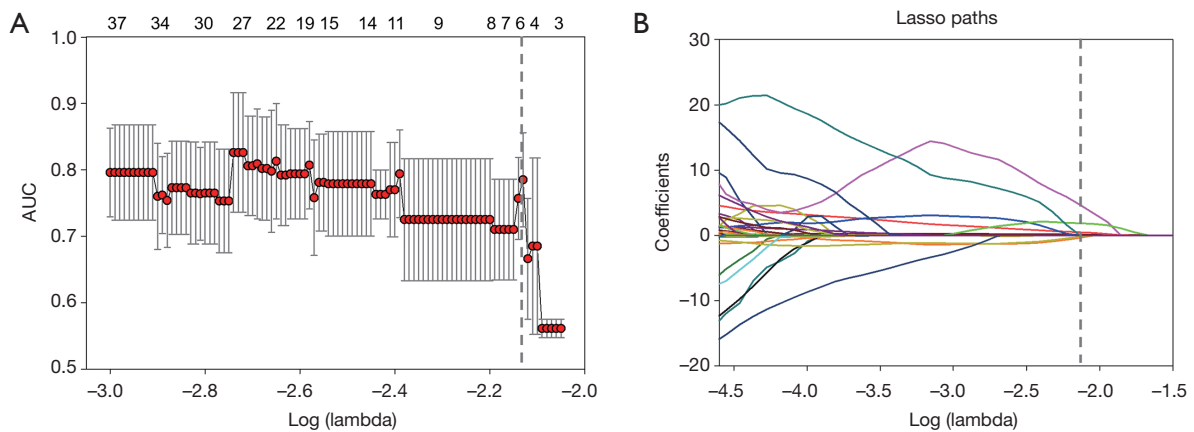 A
37 34 30 27 22 19 15 14 11 9 8 7 6 4 3
1.0
0.9
0.8
0.7
0.6
0.5
AUC
−3.0 −2.8 −2.6 −2.4 −2.2 −2.0
Log (lambda)
B
Lasso paths
30
20
10
0
−10
−20
Coefficients
−4.5 −4.0 −3.5 −3.0 −2.5 −2.0 −1.5
Log (lambda)